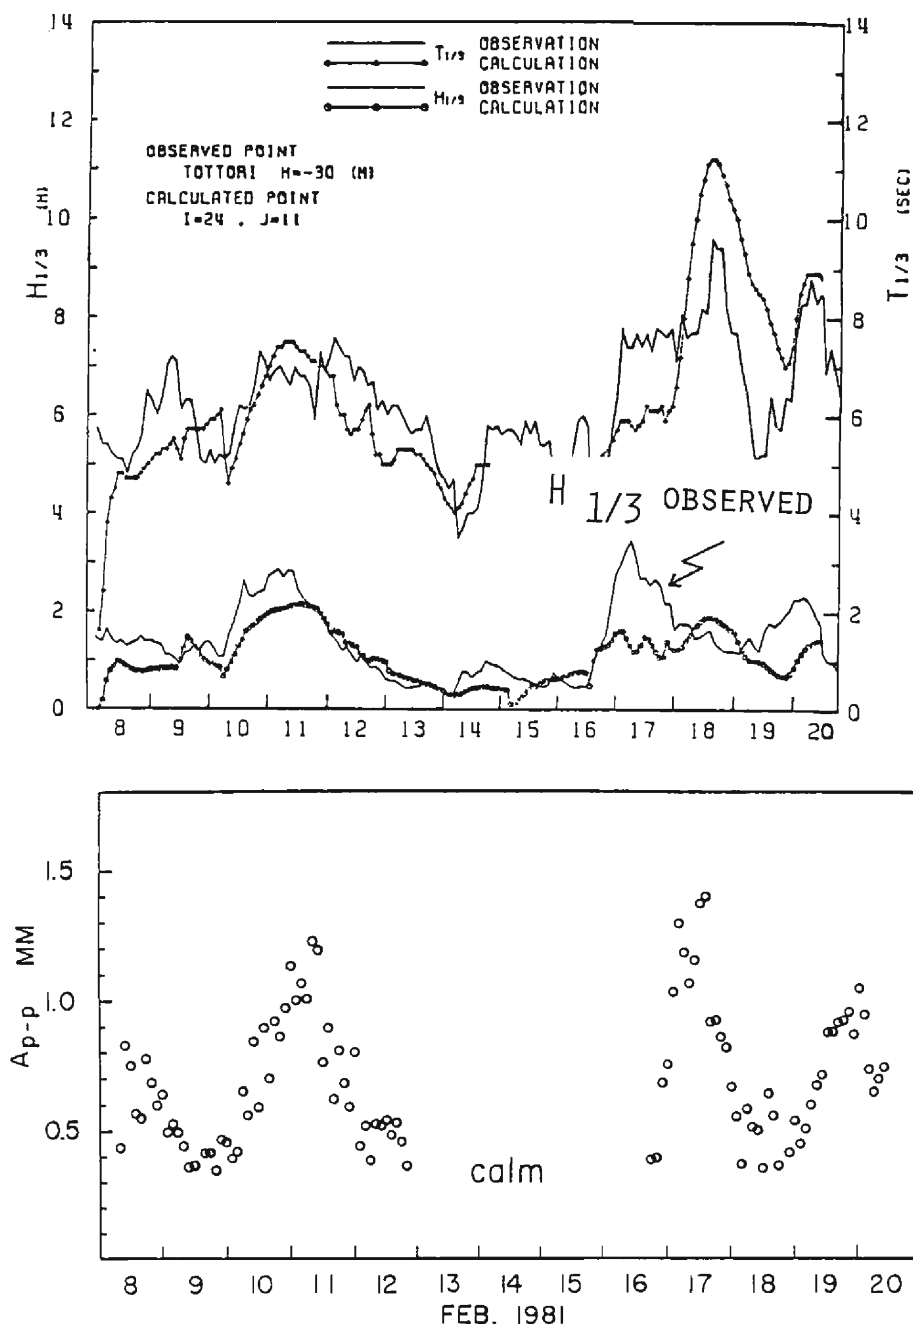 14
12
10
8
6
4
2
0
H1/3 (M)
T1/3 OBSERVATION
CALCULATION
H1/3 OBSERVATION
CALCULATION
OBSERVED POINT
TOTTORI H=-30 (M)
CALCULATED POINT
I=24 , J=11
14
12
10
8
6
4
2
0
T1/3 (SEC)
H 1/3 OBSERVED
8 9 10 11 12 13 14 15 16 17 18 19 20
Ap-p MM
1.5
1.0
0.5
calm
8 9 10 11 12 13 14 15 16 17 18 19 20
FEB. 1981